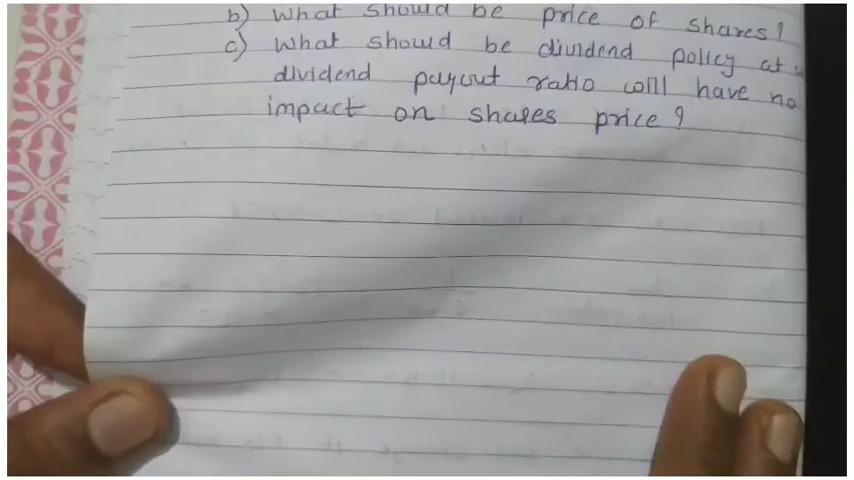 b) What should be price of shares?
c) What should be dividend policy at
dividend payout ratio will have no
impact on shares price?